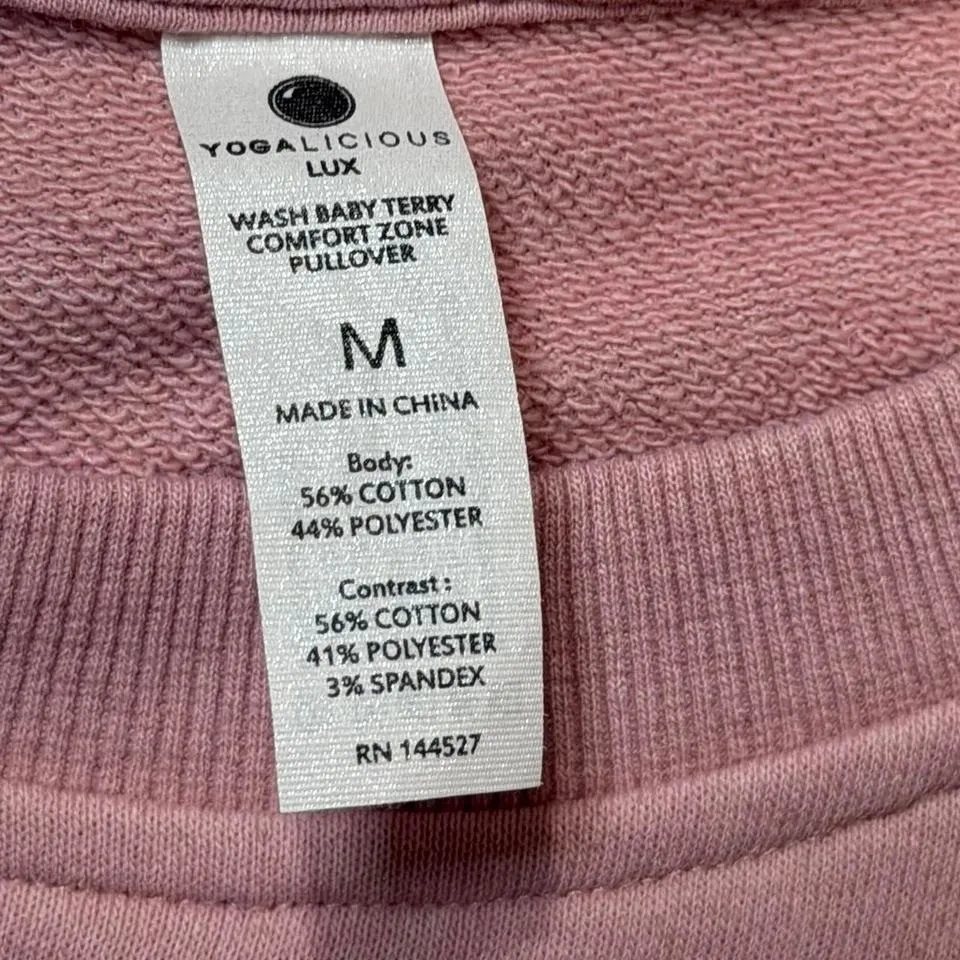 YOGALICIOUS
LUX
WASH BABY TERRY
COMFORT ZONE
PULLOVER
M
MADE IN CHINA
Body:
56% COTTON
44% POLYESTER
Contrast :
56% COTTON
41% POLYESTER
3% SPANDEX
RN 144527